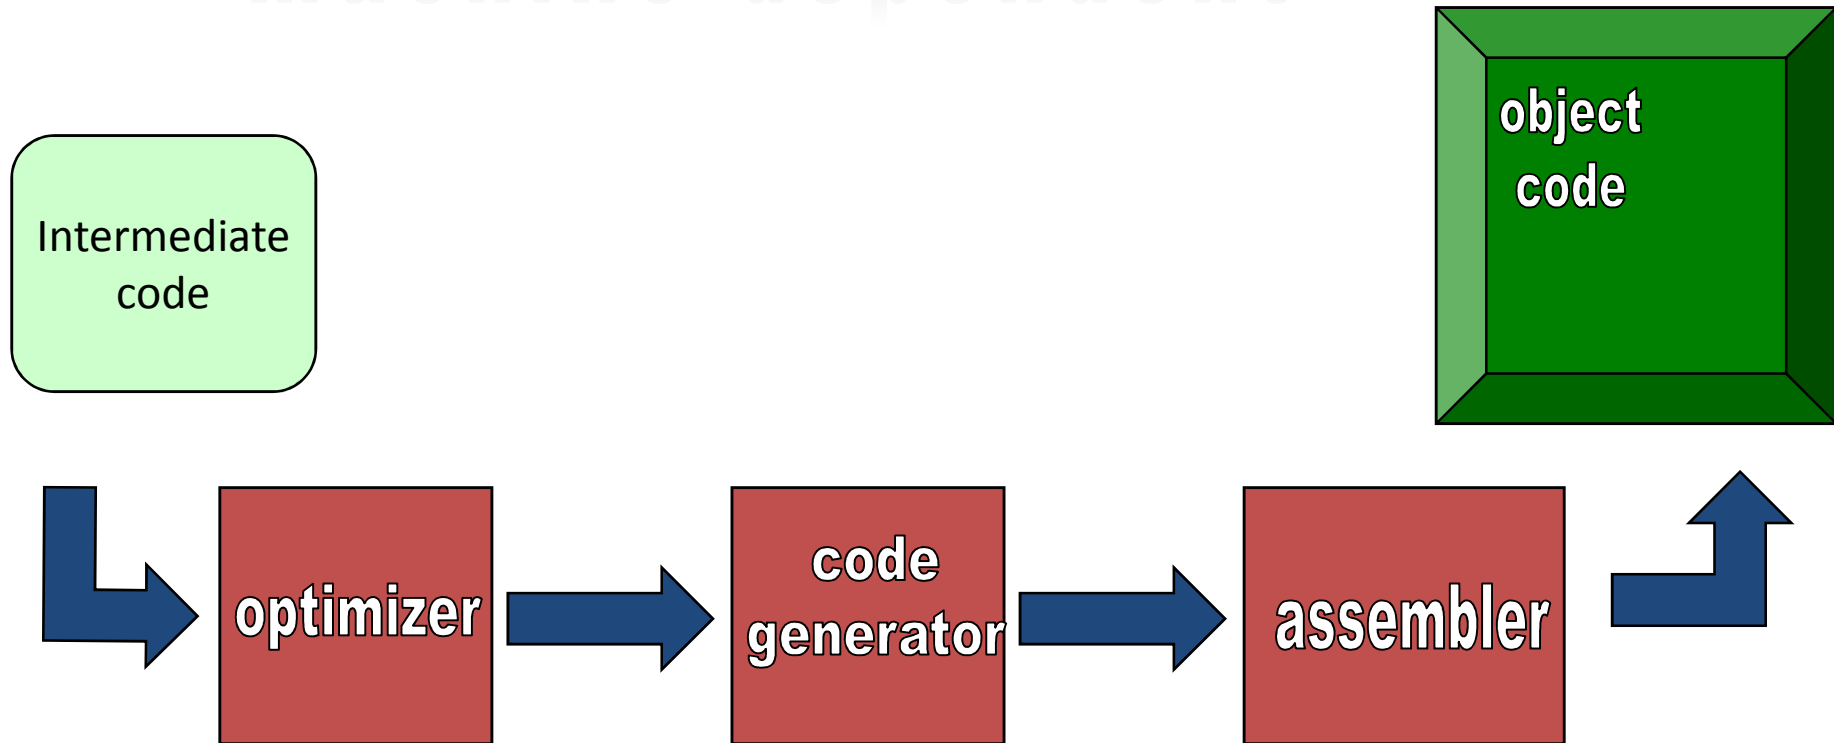 Intermediate
code
optimizer
code
generator
assembler
object
code